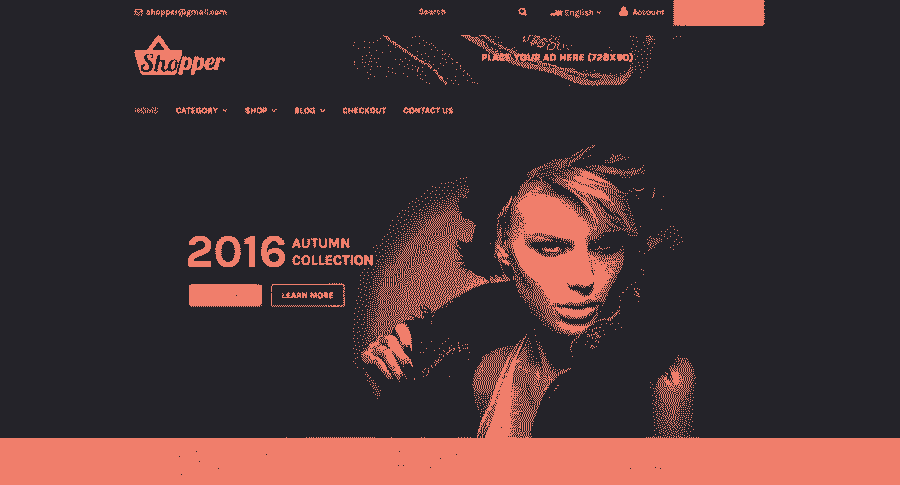 shopper@gmail.com Search English Account
Shopper
PLACE YOUR AD HERE (728X90)
HOME CATEGORY SHOP BLOG CHECKOUT CONTACT US
2016 AUTUMN
COLLECTION
LEARN MORE